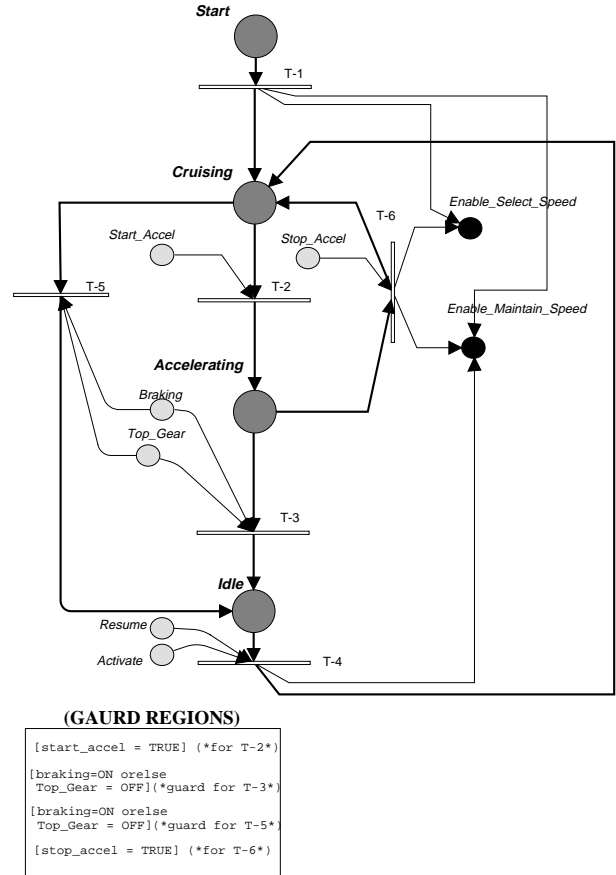 Start
T-1
Cruising
Enable_Select_Speed
T-6
Start_Accel
Stop_Accel
T-5
T-2
Enable_Maintain_Speed
Accelerating
Braking
Top_Gear
T-3
Idle
Resume
Activate
T-4
(GAURD REGIONS)
[start_accel = TRUE] (*for T-2*)
[braking=ON orelse
Top_Gear = OFF](*guard for T-3*)
[braking=ON orelse
Top_Gear = OFF](*guard for T-5*)
[stop_accel = TRUE] (*for T-6*)